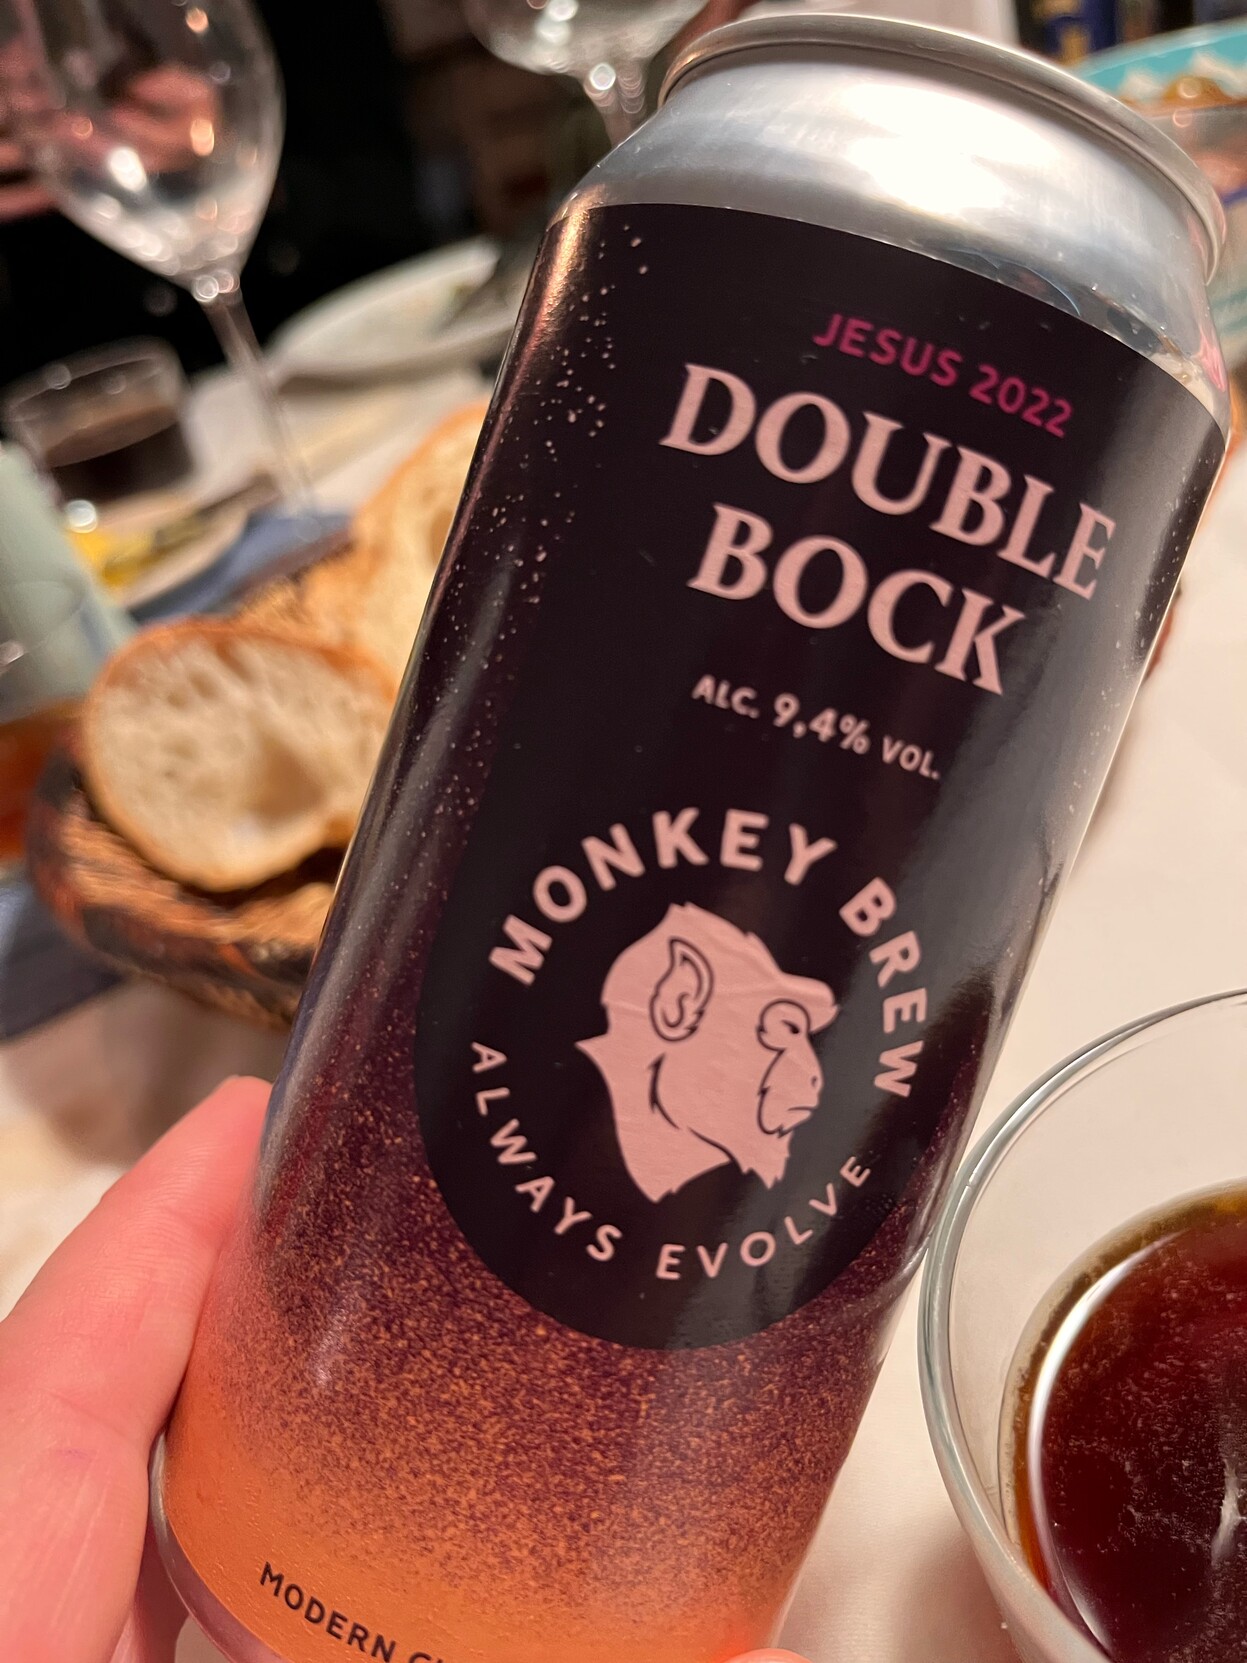 JESUS 2022
DOUBLE
BOCK
ALC. 9,4% VOL.
MONKEY BREW
ALWAYS EVOLVE
MODERN